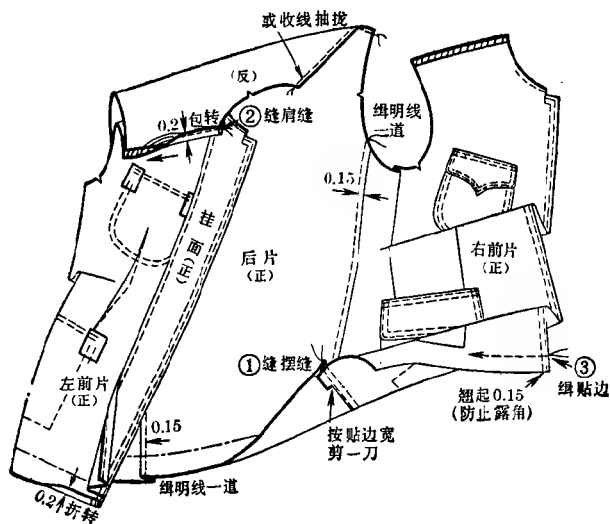 或收线抽拢
(反)
0.2
包转
②缝肩缝
缉明线
一道
0.15
挂面(正)
后片
(正)
右前片
(正)
①缝摆缝
③
缉贴边
左前片
(正)
翘起0.15
(防止露角)
0.15
按贴边宽
剪一刀
缉明线一道
0.2
折转